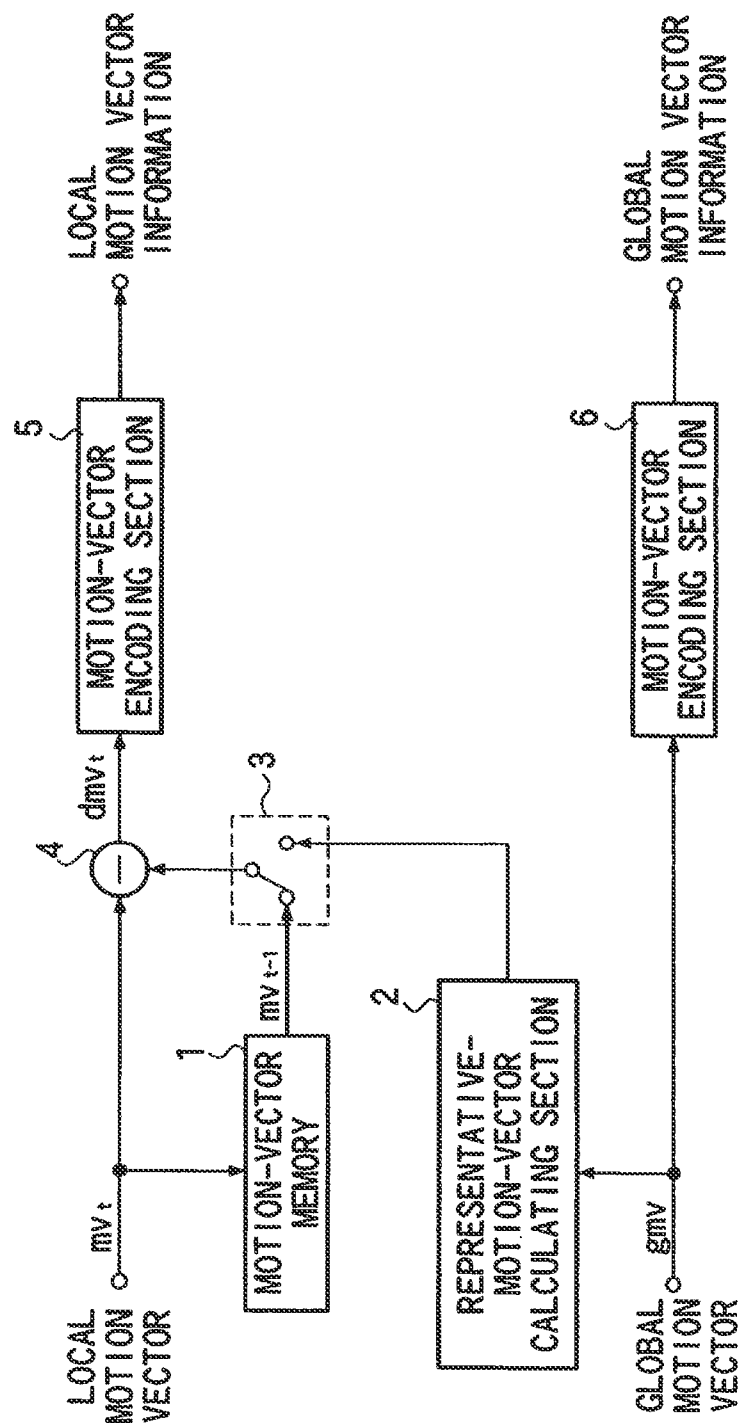 LOCAL
MOTION
VECTOR
mvt
1
MOTION-VECTOR
MEMORY
mvt-1
3
4
dmvt
5
MOTION-VECTOR
ENCODING SECTION
LOCAL
MOTION VECTOR
INFORMATION
2
REPRESENTATIVE-
MOTION-VECTOR
CALCULATING SECTION
GLOBAL
MOTION
VECTOR
gmv
6
MOTION-VECTOR
ENCODING SECTION
GLOBAL
MOTION VECTOR
INFORMATION